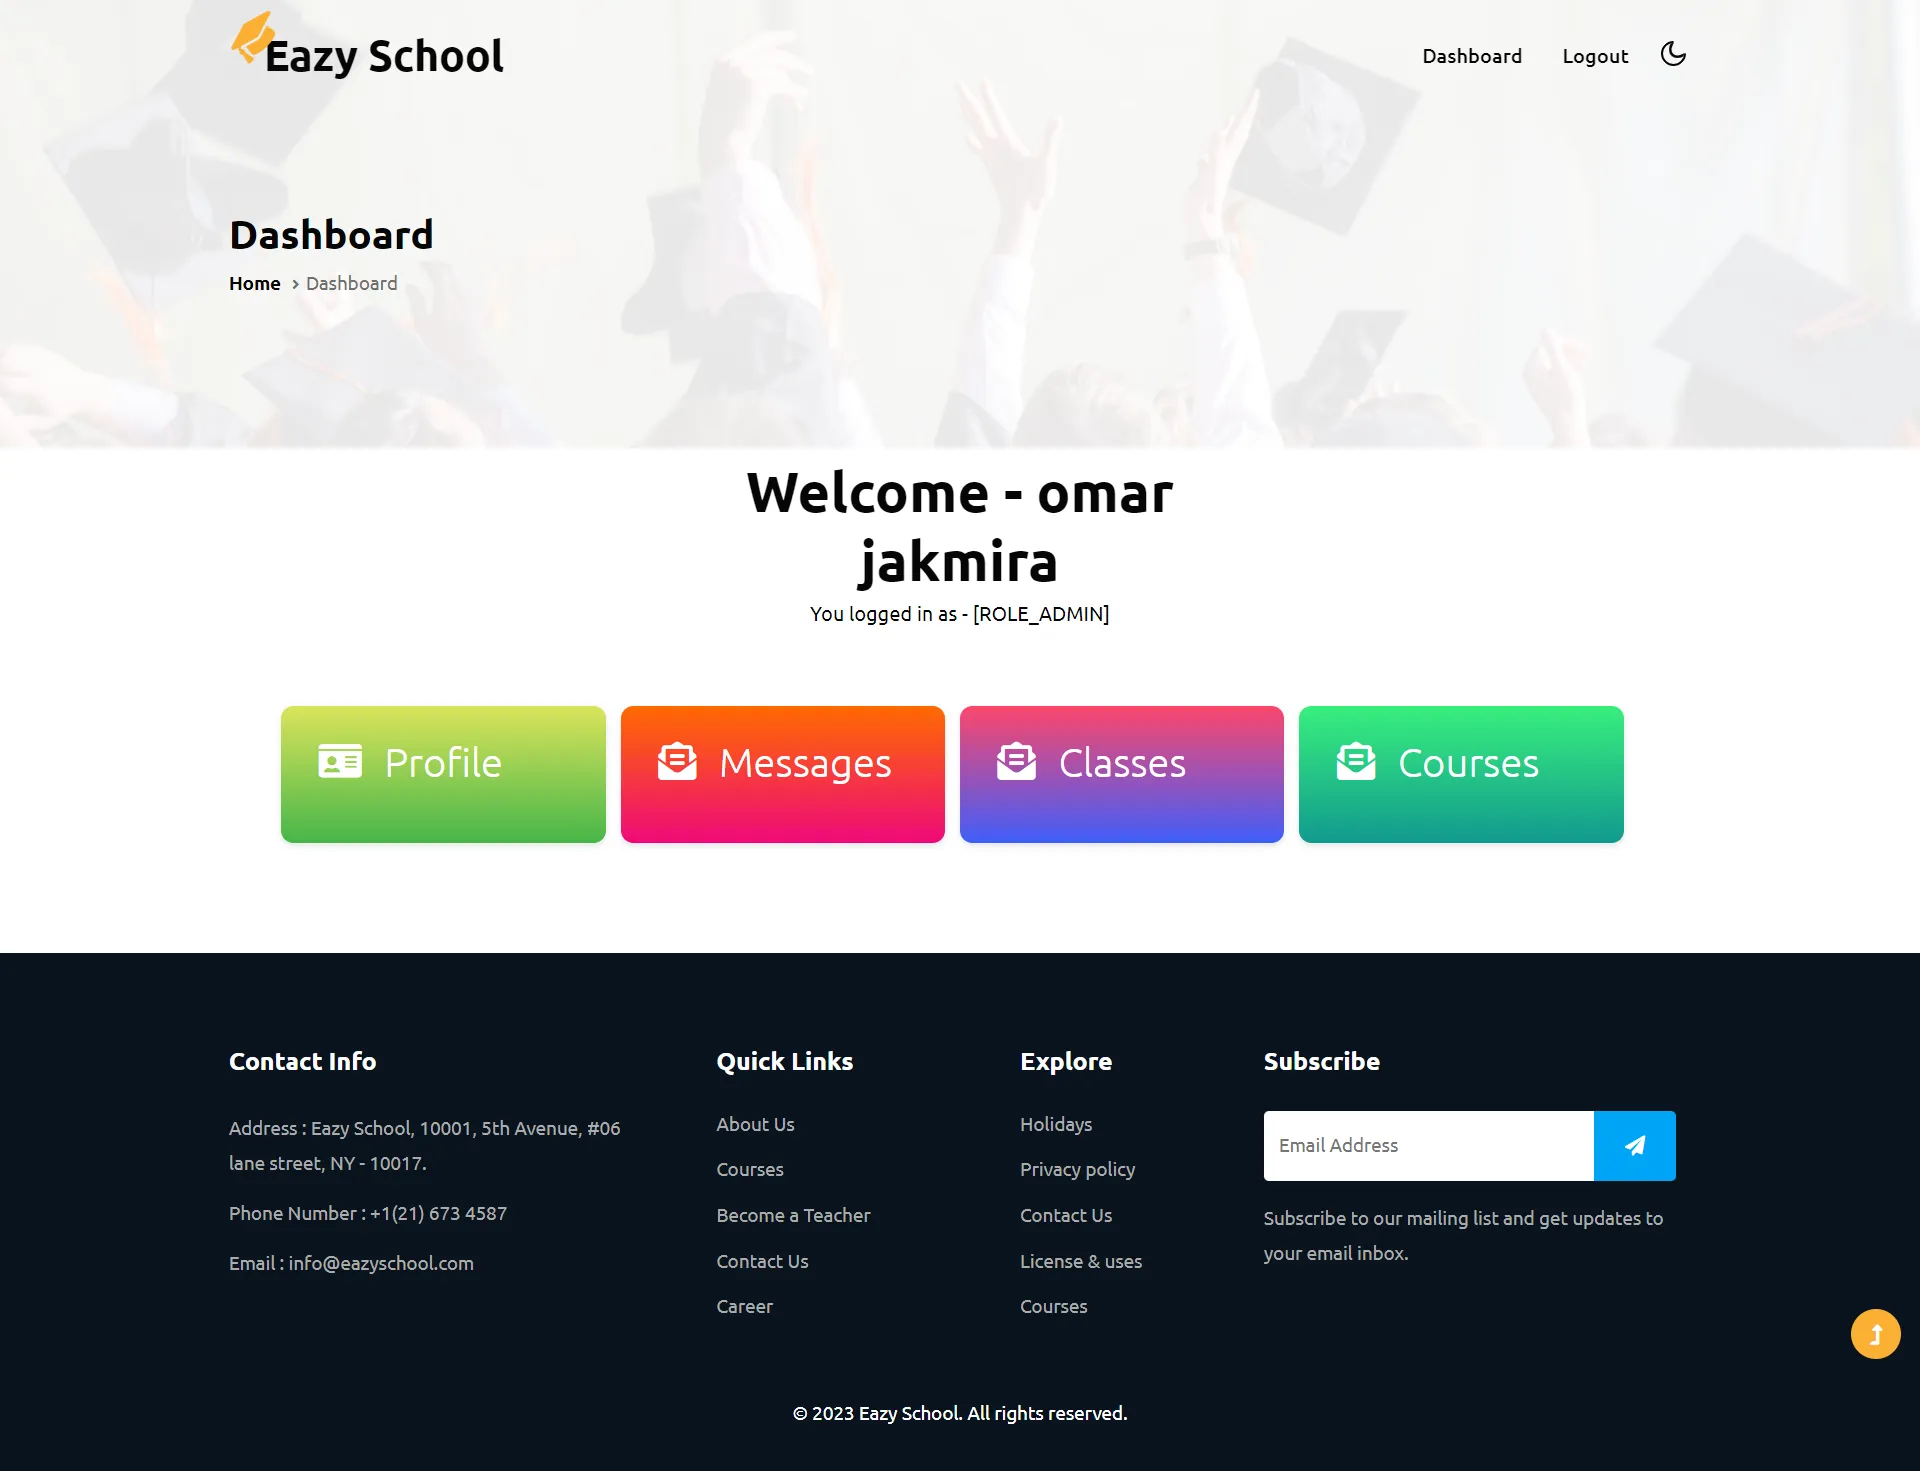 Eazy School
Dashboard
Logout
Dashboard
Home > Dashboard
Welcome - omar
jakmira
You logged in as - [ROLE_ADMIN]
Profile
Messages
Classes
Courses
Contact Info
Address : Eazy School, 10001, 5th Avenue, #06
lane street, NY - 10017.
Phone Number : +1(21) 673 4587
Email : info@eazyschool.com
Quick Links
About Us
Courses
Become a Teacher
Contact Us
Career
Explore
Holidays
Privacy policy
Contact Us
License & uses
Courses
Subscribe
Email Address
Subscribe to our mailing list and get updates to
your email inbox.
© 2023 Eazy School. All rights reserved.